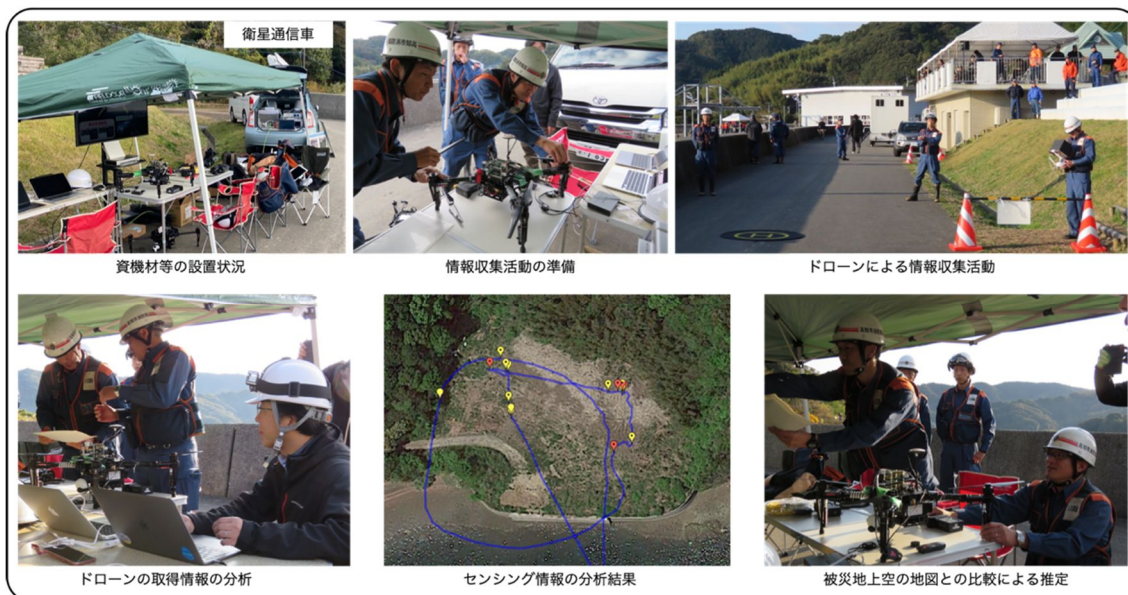 衛星通信車
資機材等の設置状況
情報収集活動の準備
ドローンによる情報収集活動
ドローンの取得情報の分析
センシング情報の分析結果
被災地上空の地図との比較による推定